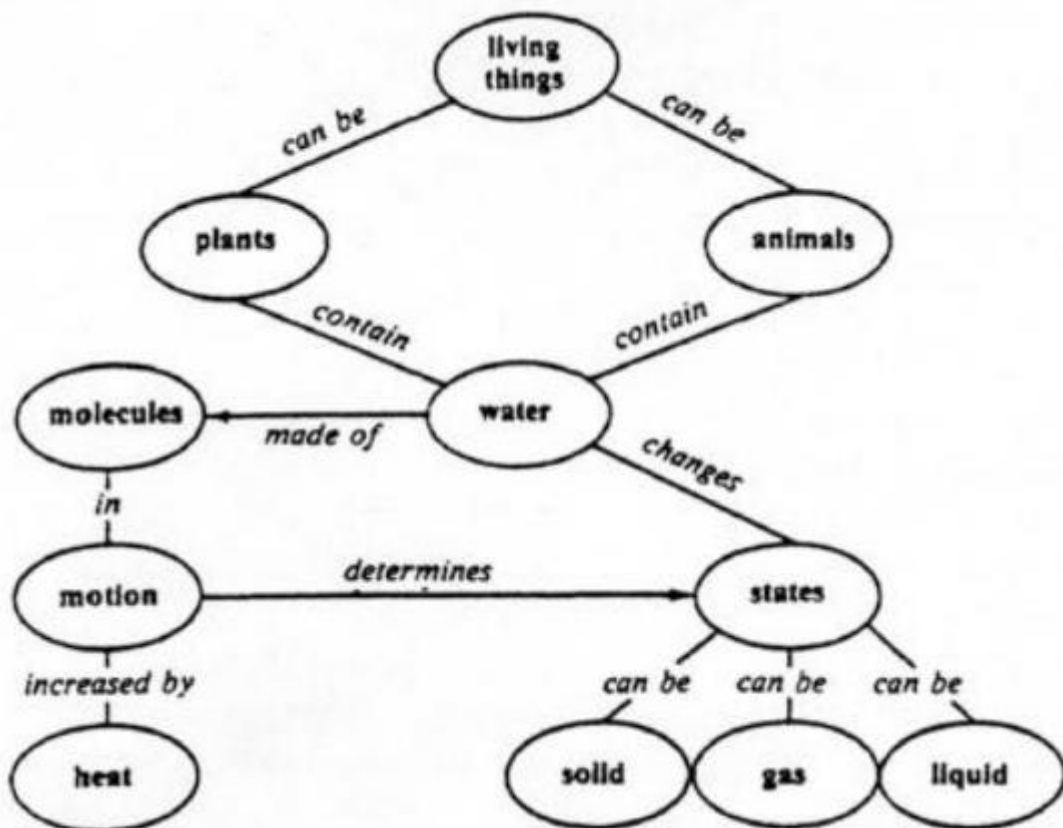 living
things
can be
can be
plants
animals
contain
contain
molecules
water
made of
changes
in
motion
determines
states
increased by
can be
can be
can be
heat
solid
gas
liquid